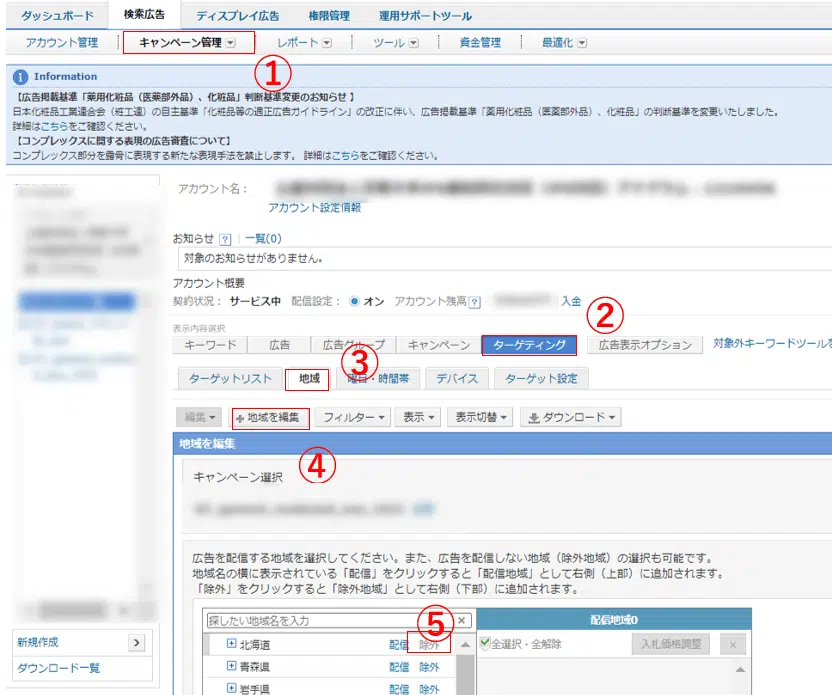 ダッシュボード 検索広告 ディスプレイ広告 権限管理 運用サポートツール
アカウント管理 キャンペーン管理 レポート ツール 資金管理 最適化
①
Information
【広告掲載基準「薬用化粧品（医薬部外品）、化粧品」判断基準変更のお知らせ 】
日本化粧品工業連合会（粧工連）の自主基準「化粧品等の適正広告ガイドライン」の改正に伴い、広告掲載基準「薬用化粧品（医薬部外品）、化粧品」の判断基準を変更いたしました。
詳細はこちらをご確認ください。
【コンプレックスに関する表現の広告審査について】
コンプレックス部分を露骨に表現する新たな表現手法を禁止します。 詳細はこちらをご確認ください。
アカウント名：
アカウント設定情報
お知らせ ? 一覧(0)
対象のお知らせがありません。
アカウント概要
契約状況： サービス中 配信設定： オン アカウント残高 ? 入金
②
表示内容選択
キーワード 広告 広告グループ キャンペーン ターゲティング 広告表示オプション 対象外キーワードツールを
③
ターゲットリスト 地域 曜日・時間帯 デバイス ターゲット設定
編集 +地域を編集 フィルター 表示 表示切替 ダウンロード
地域を編集
④
キャンペーン選択
広告を配信する地域を選択してください。また、広告を配信しない地域（除外地域）の選択も可能です。
地域名の横に表示されている「配信」をクリックすると「配信地域」として右側（上部）に追加されます。
「除外」をクリックすると「除外地域」として右側（下部）に追加されます。
探したい地域名を入力 × 配信地域0
⑤
北海道 配信 除外 全選択・全解除 入札価格調整 ×
青森県 配信 除外
岩手県 配信 除外
新規作成
ダウンロード一覧